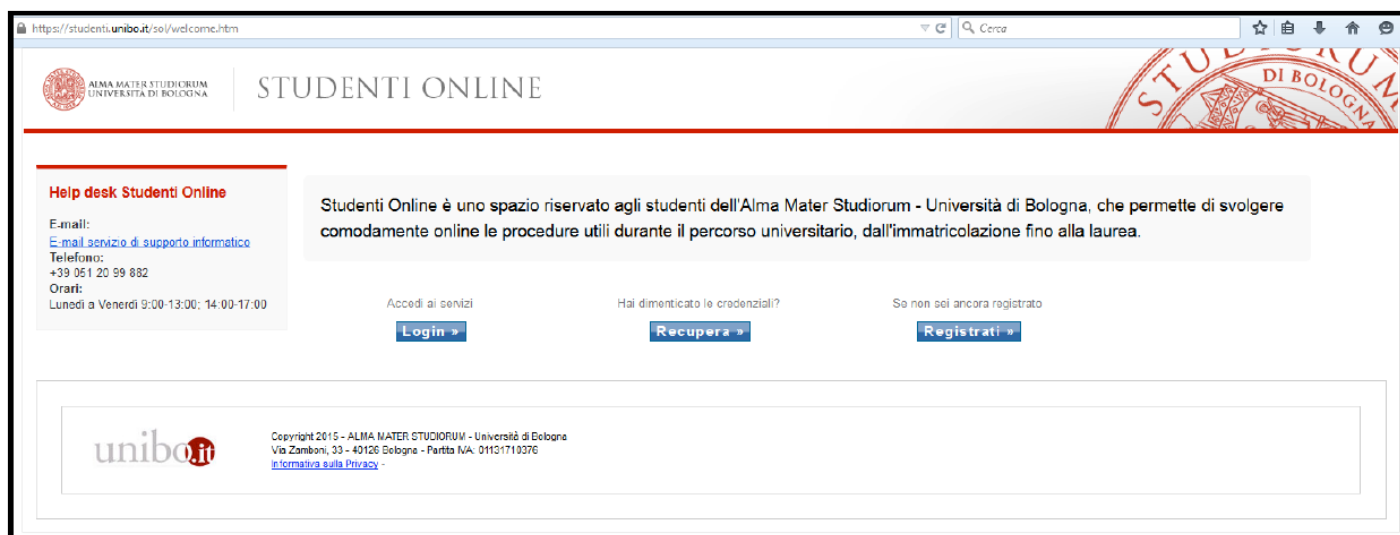 https://studenti.unibo.it/sol/welcome.htm
Cerca
ALMA MATER STUDIORUM
UNIVERSITÀ DI BOLOGNA
STUDENTI ONLINE
STUDIORUM
DI BOLOGNA
Help desk Studenti Online
E-mail:
E-mail servizio di supporto informatico
Telefono:
+39 051 20 99 882
Orari:
Lunedì a Venerdì 9:00-13:00; 14:00-17:00
Studenti Online è uno spazio riservato agli studenti dell'Alma Mater Studiorum - Università di Bologna, che permette di svolgere
comodamente online le procedure utili durante il percorso universitario, dall'immatricolazione fino alla laurea.
Accedi ai servizi
Login »
Hai dimenticato le credenziali?
Recupera »
Se non sei ancora registrato
Registrati »
unibo.it
Copyright 2015 - ALMA MATER STUDIORUM - Università di Bologna
Via Zamboni, 33 - 40126 Bologna - Partita IVA: 01131710376
Informativa sulla Privacy -